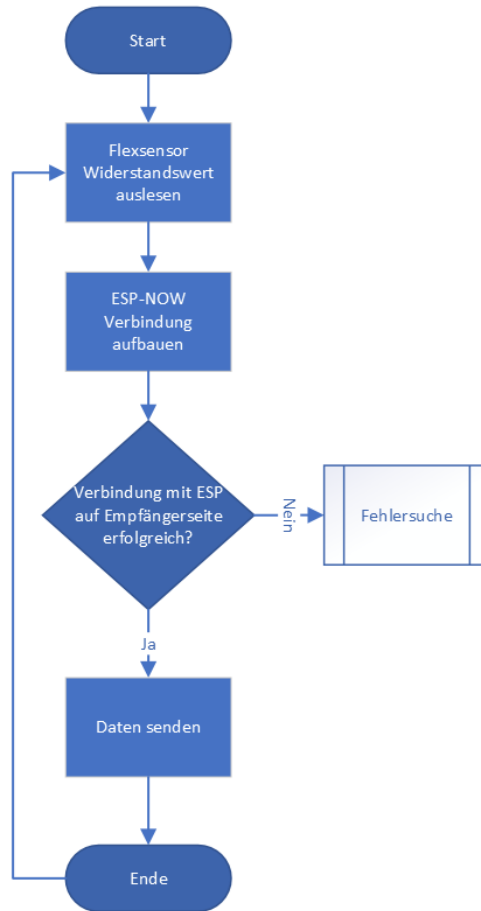 Start
Flexsensor
Widerstandswert
auslesen
ESP-NOW
Verbindung
aufbauen
Verbindung mit ESP
auf Empfängerseite
erfolgreich?
Nein
Fehlersuche
Ja
Daten senden
Ende